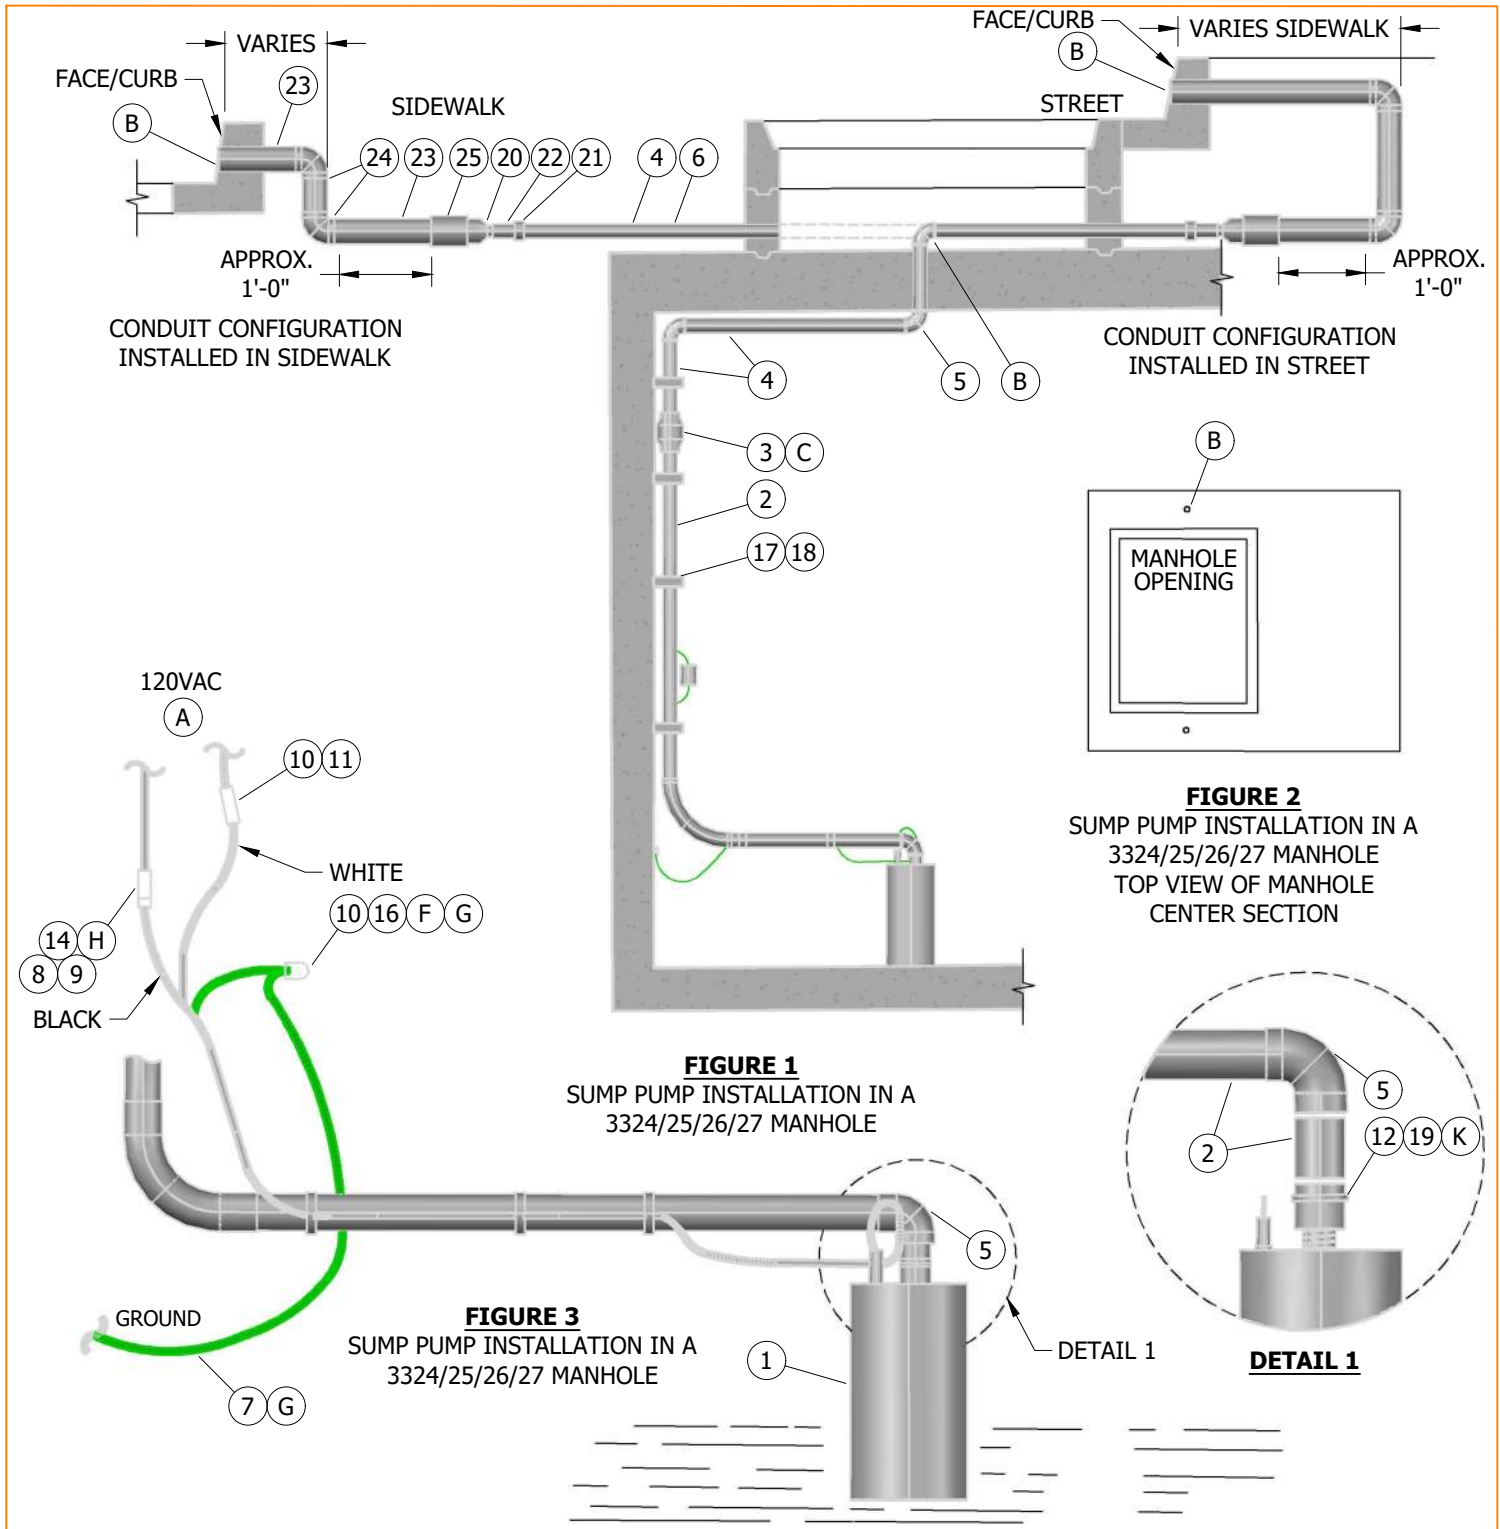 FACE/CURB
VARIES SIDEWALK
B
VARIES
FACE/CURB
23
B
SIDEWALK
STREET
24 23 25 20 22 21 4 6
APPROX.
1'-0"
APPROX.
1'-0"
CONDUIT CONFIGURATION
INSTALLED IN SIDEWALK
CONDUIT CONFIGURATION
INSTALLED IN STREET
4
5 B
3 C
2
17 18
B
MANHOLE
OPENING
FIGURE 2
SUMP PUMP INSTALLATION IN A
3324/25/26/27 MANHOLE
TOP VIEW OF MANHOLE
CENTER SECTION
120VAC
A
10 11
WHITE
10 16 F G
14 H
8 9
BLACK
FIGURE 1
SUMP PUMP INSTALLATION IN A
3324/25/26/27 MANHOLE
5
2
12 19 K
DETAIL 1
5
GROUND
7 G
FIGURE 3
SUMP PUMP INSTALLATION IN A
3324/25/26/27 MANHOLE
1
DETAIL 1